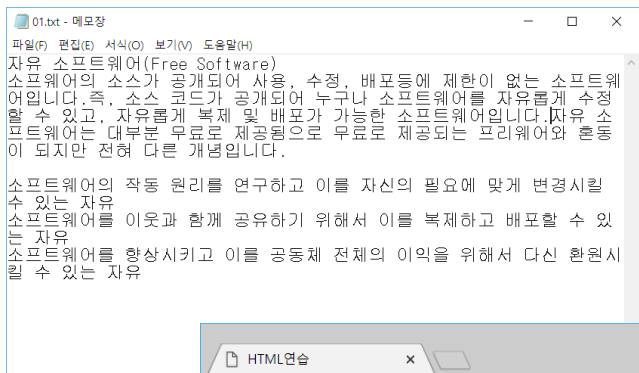 01.txt - 메모장
파일(F) 편집(E) 서식(O) 보기(V) 도움말(H)
자유 소프트웨어(Free Software)
소프웨어의 소스가 공개되어 사용, 수정, 배포등에 제한이 없는 소프트웨
어입니다.즉, 소스 코드가 공개되어 누구나 소프트웨어를 자유롭게 수정
할 수 있고, 자유롭게 복제 및 배포가 가능한 소프트웨어입니다.자유 소
프트웨어는 대부분 무료로 제공됨으로 무료로 제공되는 프리웨어와 혼동
이 되지만 전혀 다른 개념입니다.
소프트웨어의 작동 원리를 연구하고 이를 자신의 필요에 맞게 변경시킬
수 있는 자유
소프트웨어를 이웃과 함께 공유하기 위해서 이를 복제하고 배포할 수 있
는 자유
소프트웨어를 향상시키고 이를 공동체 전체의 이익을 위해서 다신 환원시
킬 수 있는 자유
HTML연습